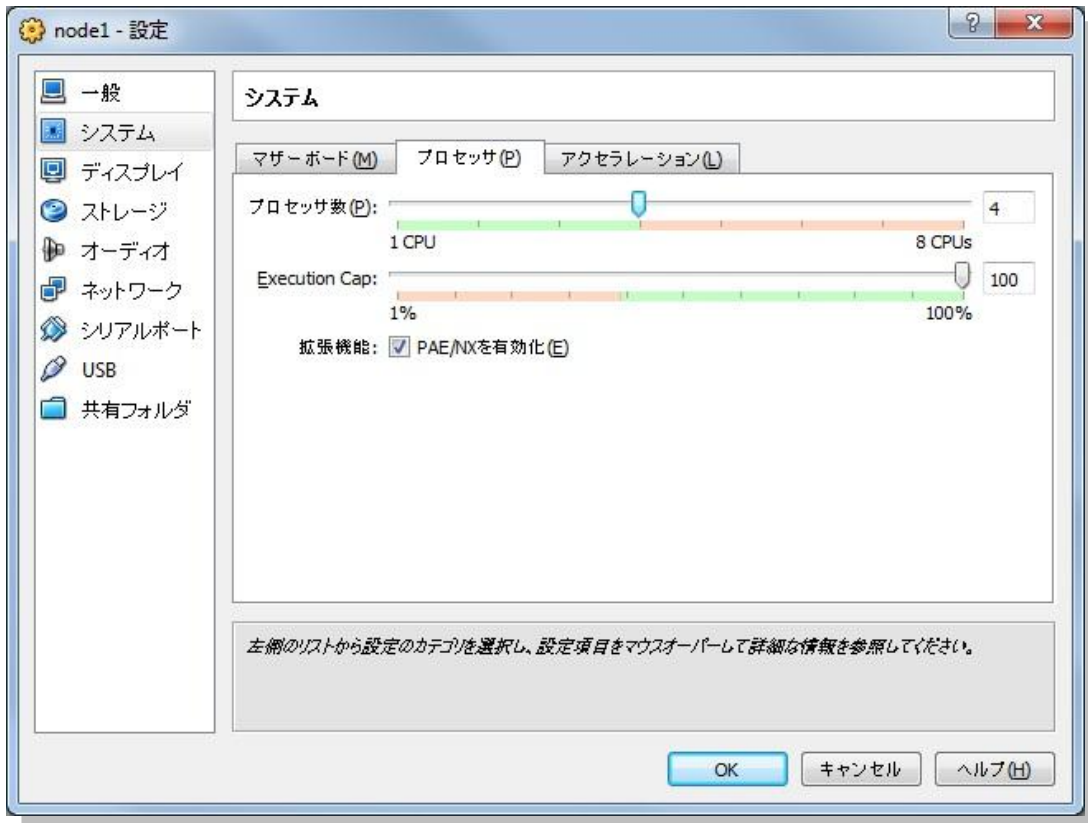 node1 - 設定
一般
システム
ディスプレイ
ストレージ
オーディオ
ネットワーク
シリアルポート
USB
共有フォルダ
システム
マザーボード(M) プロセッサ(P) アクセラレーション(L)
プロセッサ数(P): 4
1 CPU 8 CPUs
Execution Cap: 100
1% 100%
拡張機能: PAE/NXを有効化(E)
左側のリストから設定のカテゴリを選択し、設定項目をマウスオーバーして詳細な情報を参照してください。
OK キャンセル ヘルプ(H)